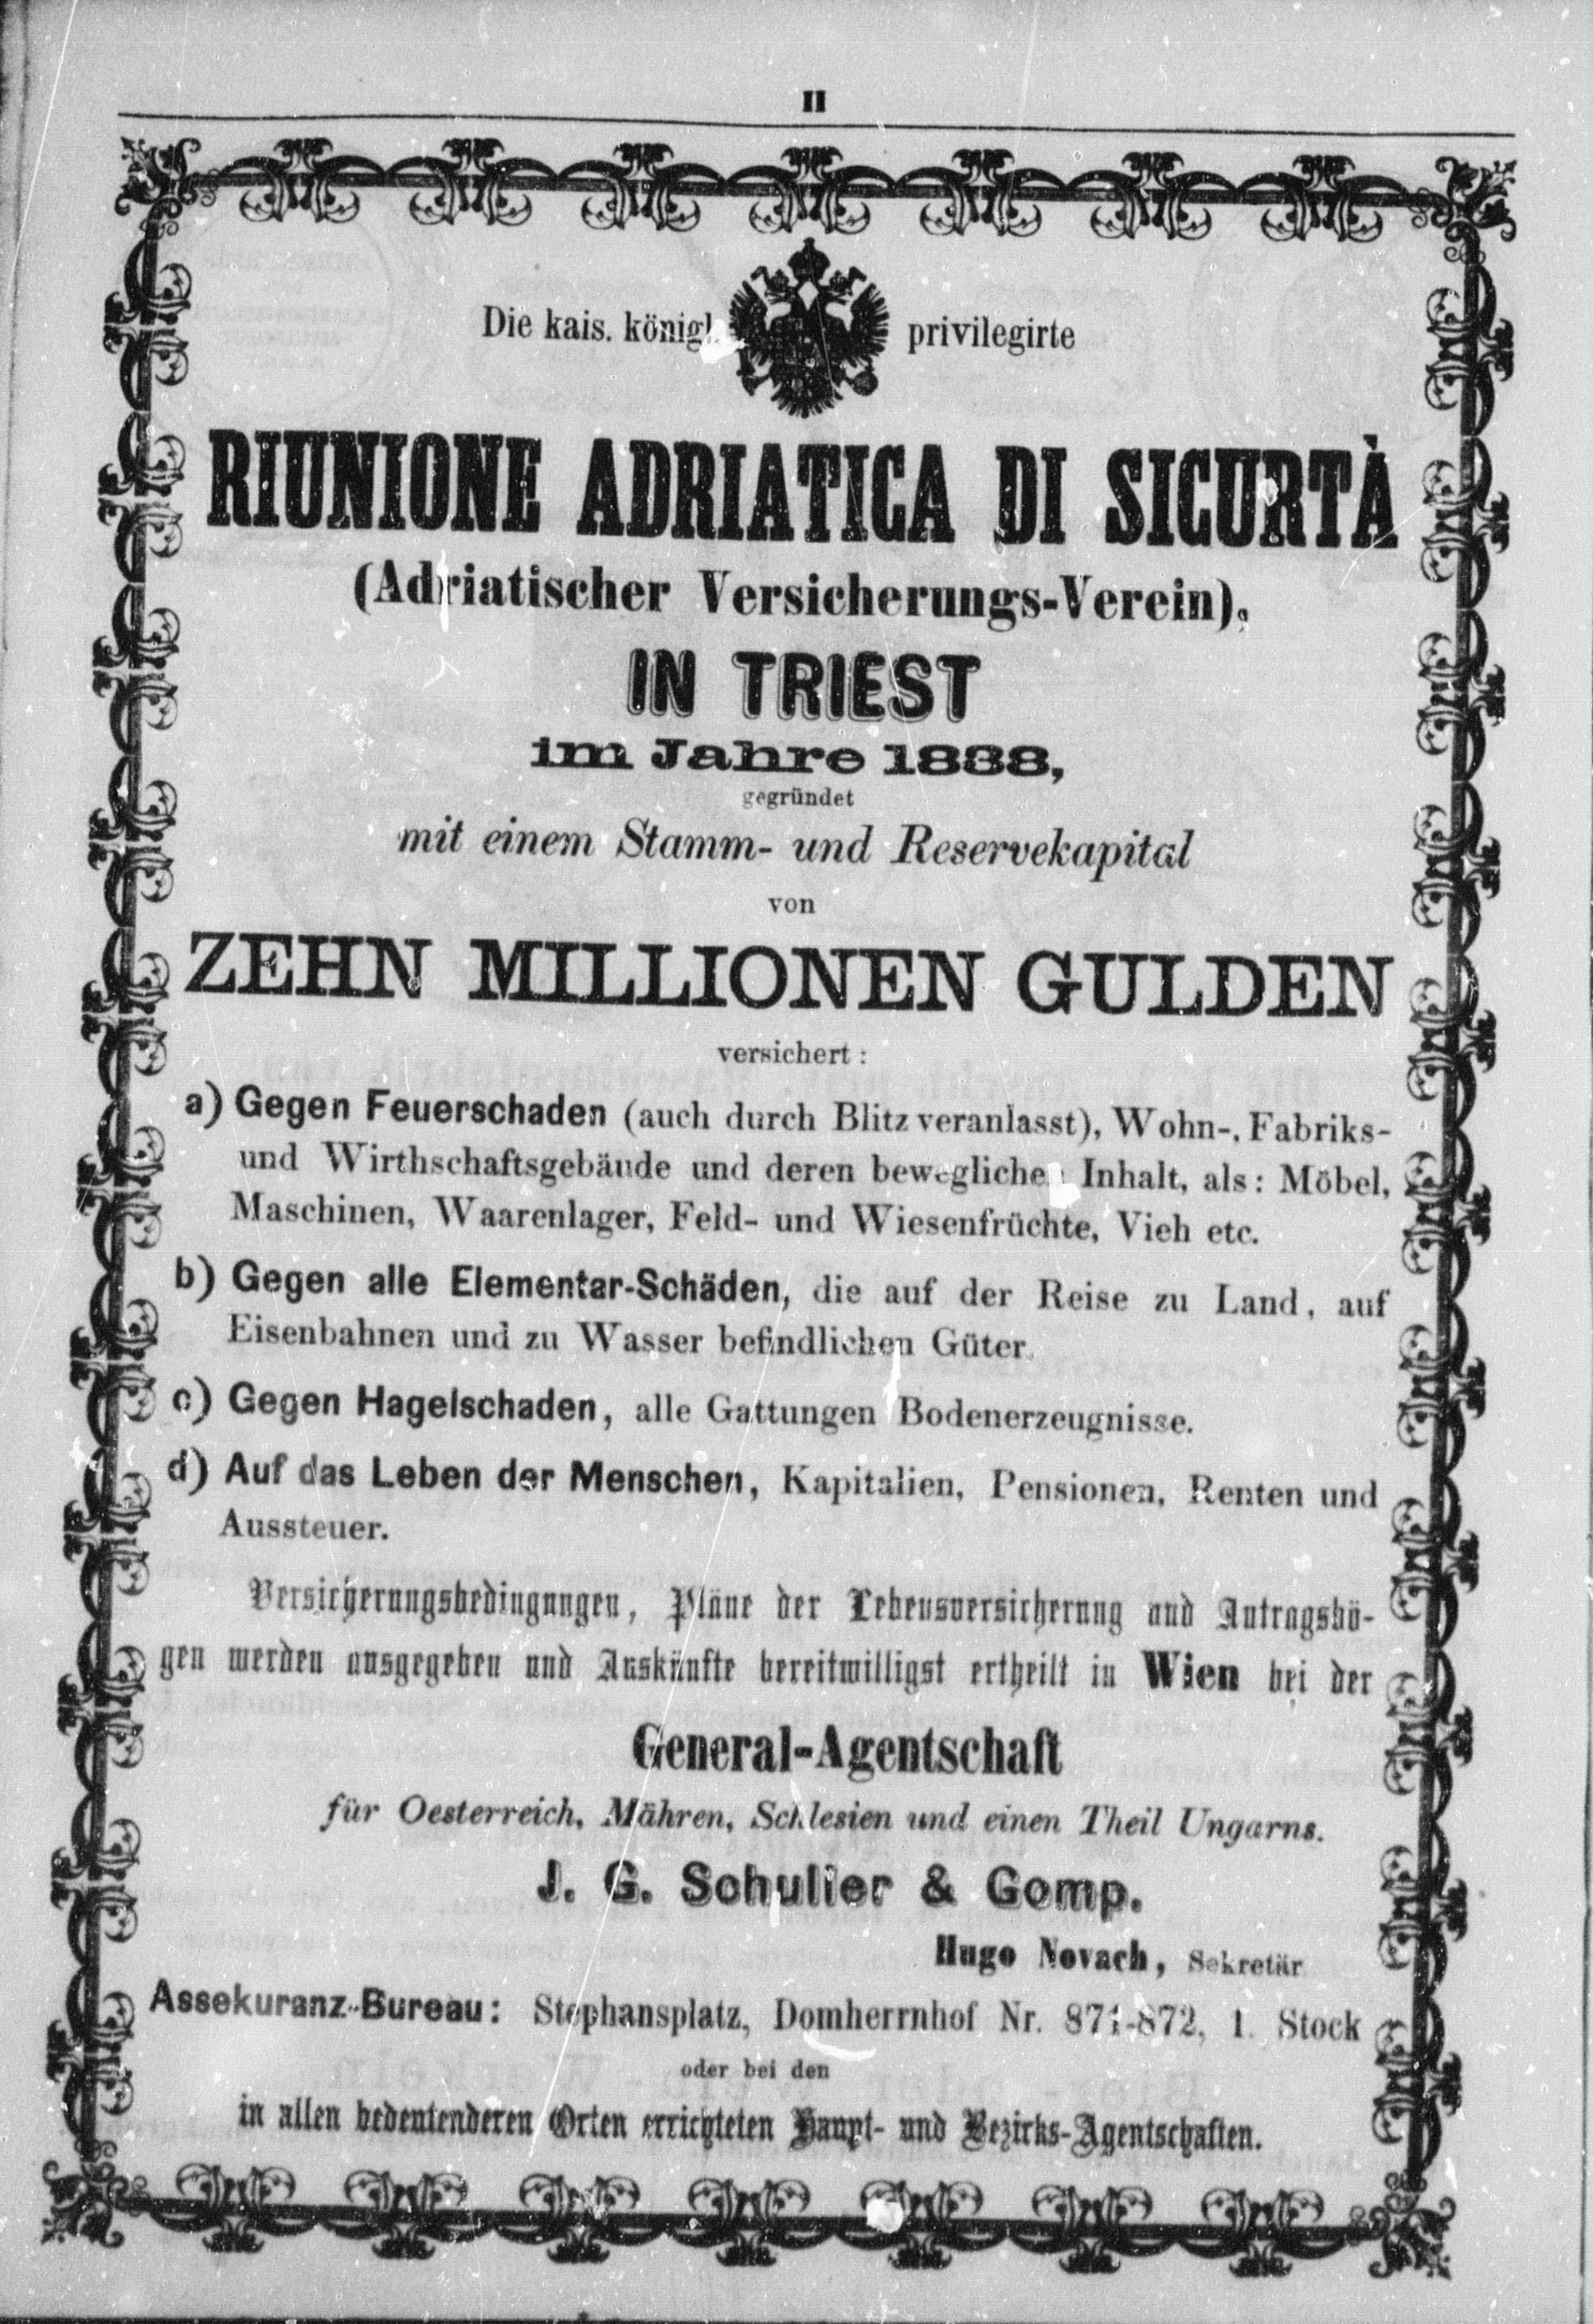 II
Die kais. königl. privilegirte
RIUNIONE ADRIATICA DI SICURTÀ
(Adriatischer Versicherungs-Verein),
IN TRIEST
im Jahre 1838,
gegründet
mit einem Stamm- und Reservekapital
von
ZEHN MILLIONEN GULDEN
versichert:
a) Gegen Feuerschaden (auch durch Blitz veranlasst), Wohn-, Fabriks-
und Wirthschaftsgebäude und deren beweglichen Inhalt, als: Möbel,
Maschinen, Waarenlager, Feld- und Wiesenfrüchte, Vieh etc.
b) Gegen alle Elementar-Schäden, die auf der Reise zu Land, auf
Eisenbahnen und zu Wasser befindlichen Güter.
c) Gegen Hagelschaden, alle Gattungen Bodenerzeugnisse.
d) Auf das Leben der Menschen, Kapitalien, Pensionen, Renten und
Aussteuer.
Versicherungsbedingungen, Pläne der Lebensversicherung und Antragsbö-
gen werden ausgegeben und Auskünfte bereitwilligst ertheilt in Wien bei der
General-Agentschaft
für Oesterreich, Mähren, Schlesien und einen Theil Ungarns.
J. G. Schuller & Comp.
Hugo Novach, Sekretär
Assekuranz-Bureau: Stephansplatz, Domherrnhof Nr. 871-872, 1. Stock
oder bei den
in allen bedeutenderen Orten errichteten Haupt- und Bezirks-Agentschaften.